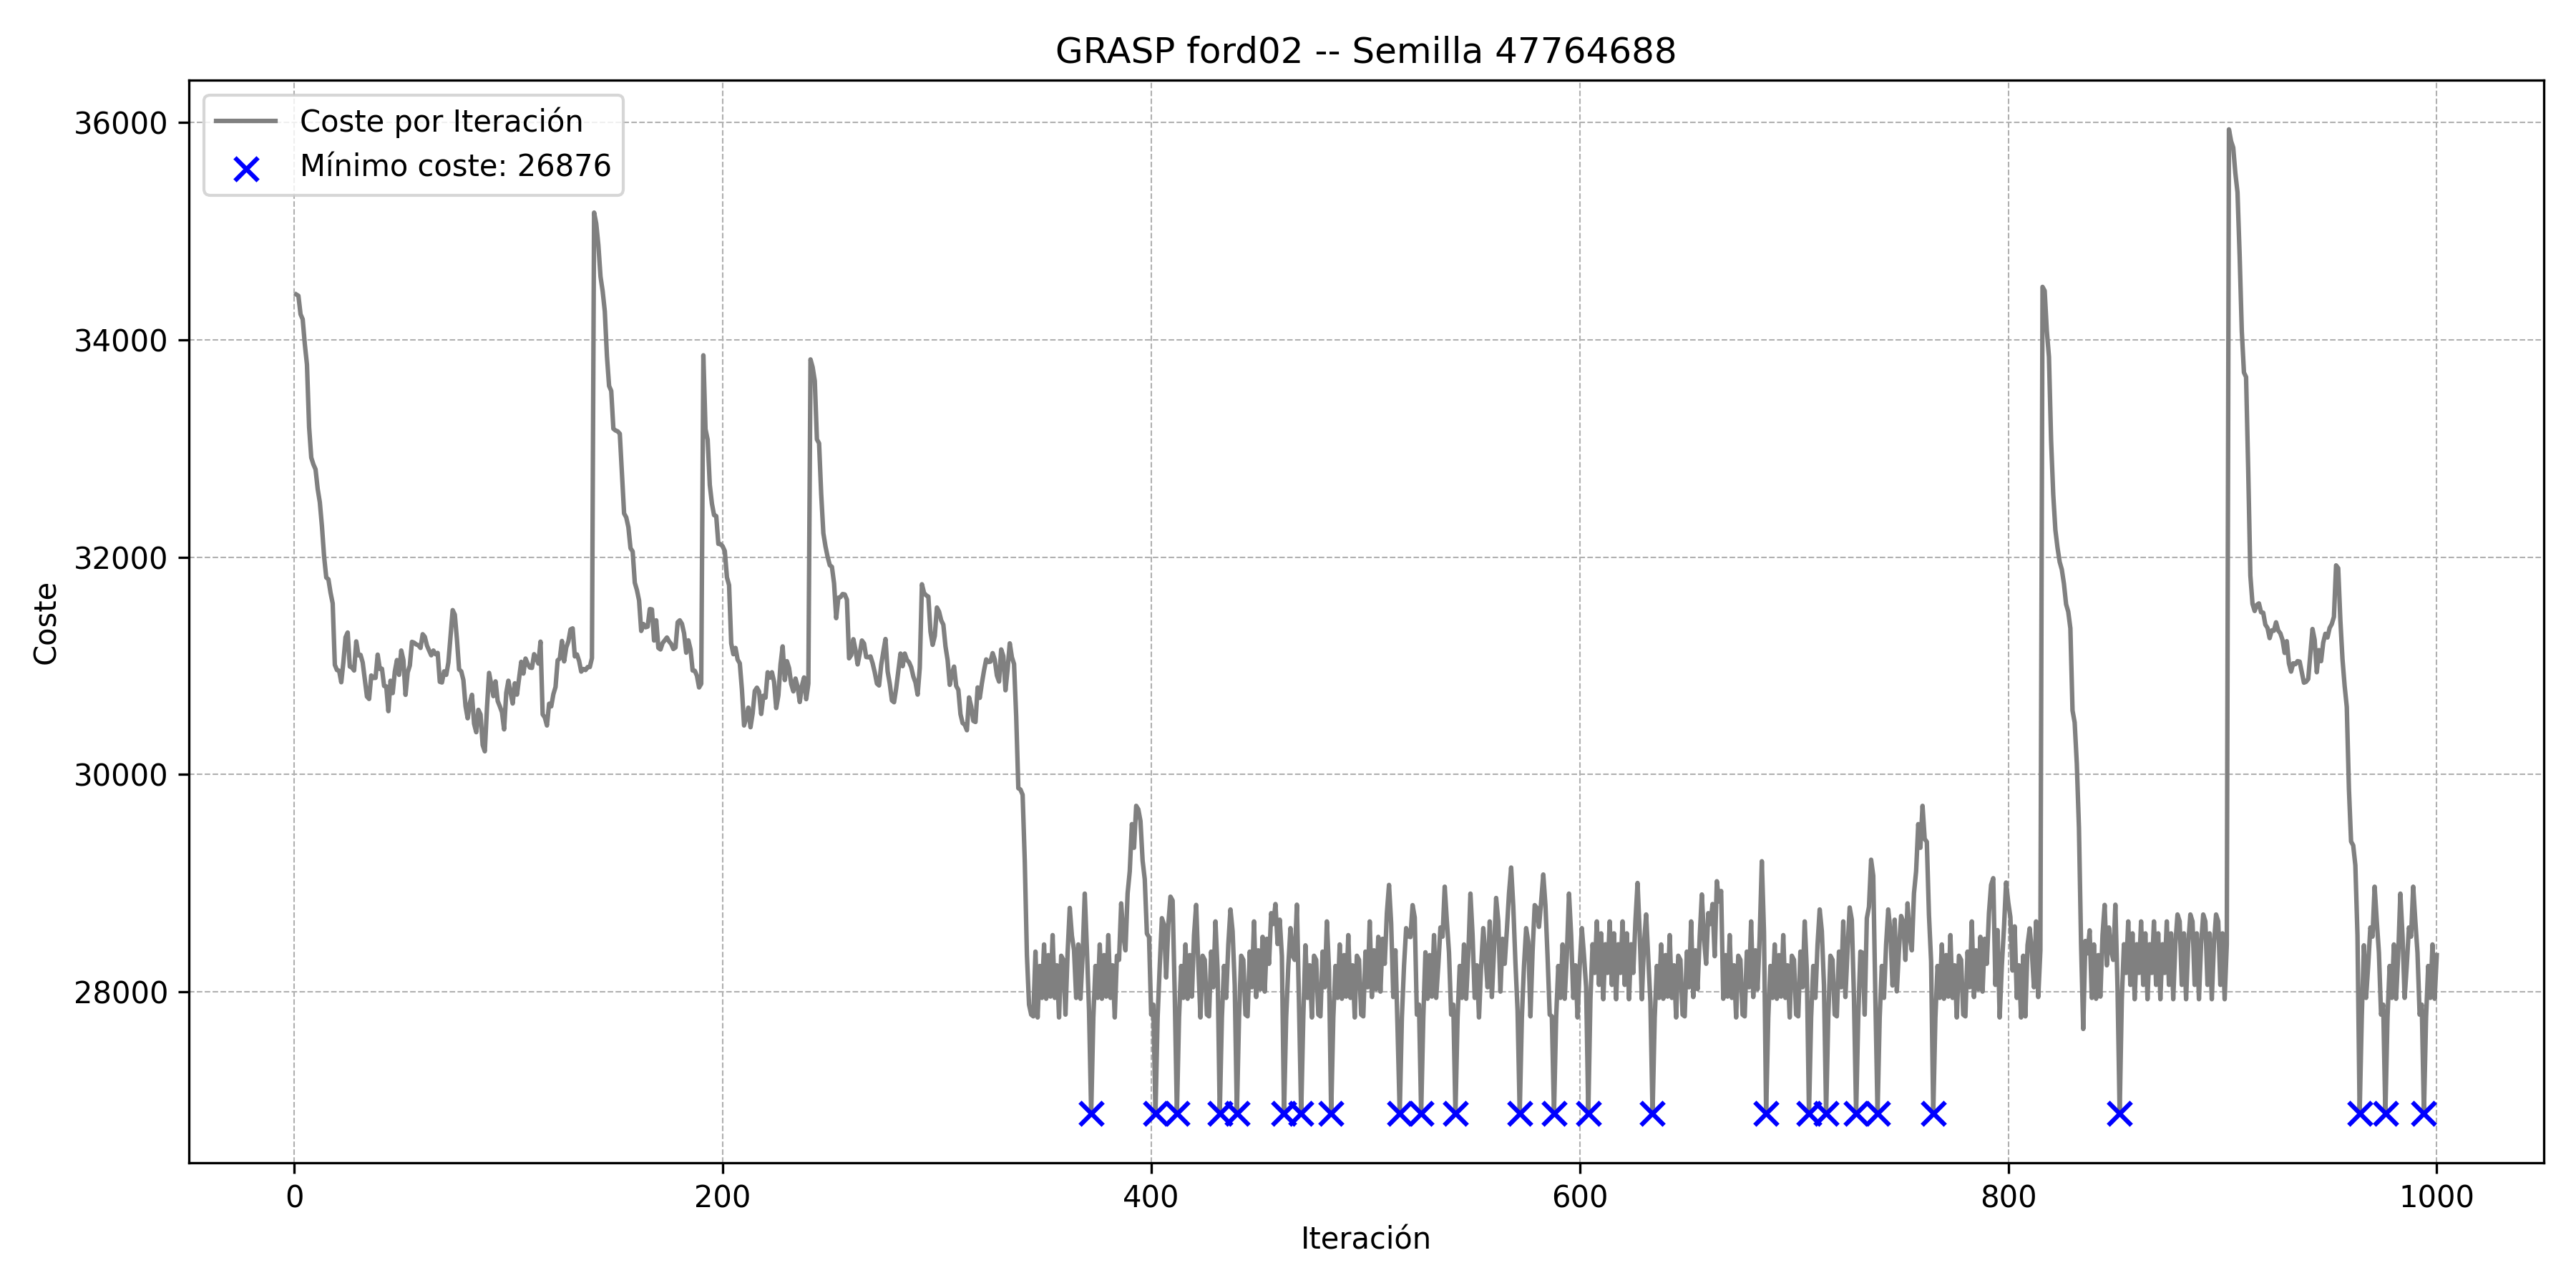 GRASP ford02 -- Semilla 47764688
Coste por Iteración
Mínimo coste: 26876
36000
34000
32000
30000
28000
Coste
0
200
400
600
800
1000
Iteración